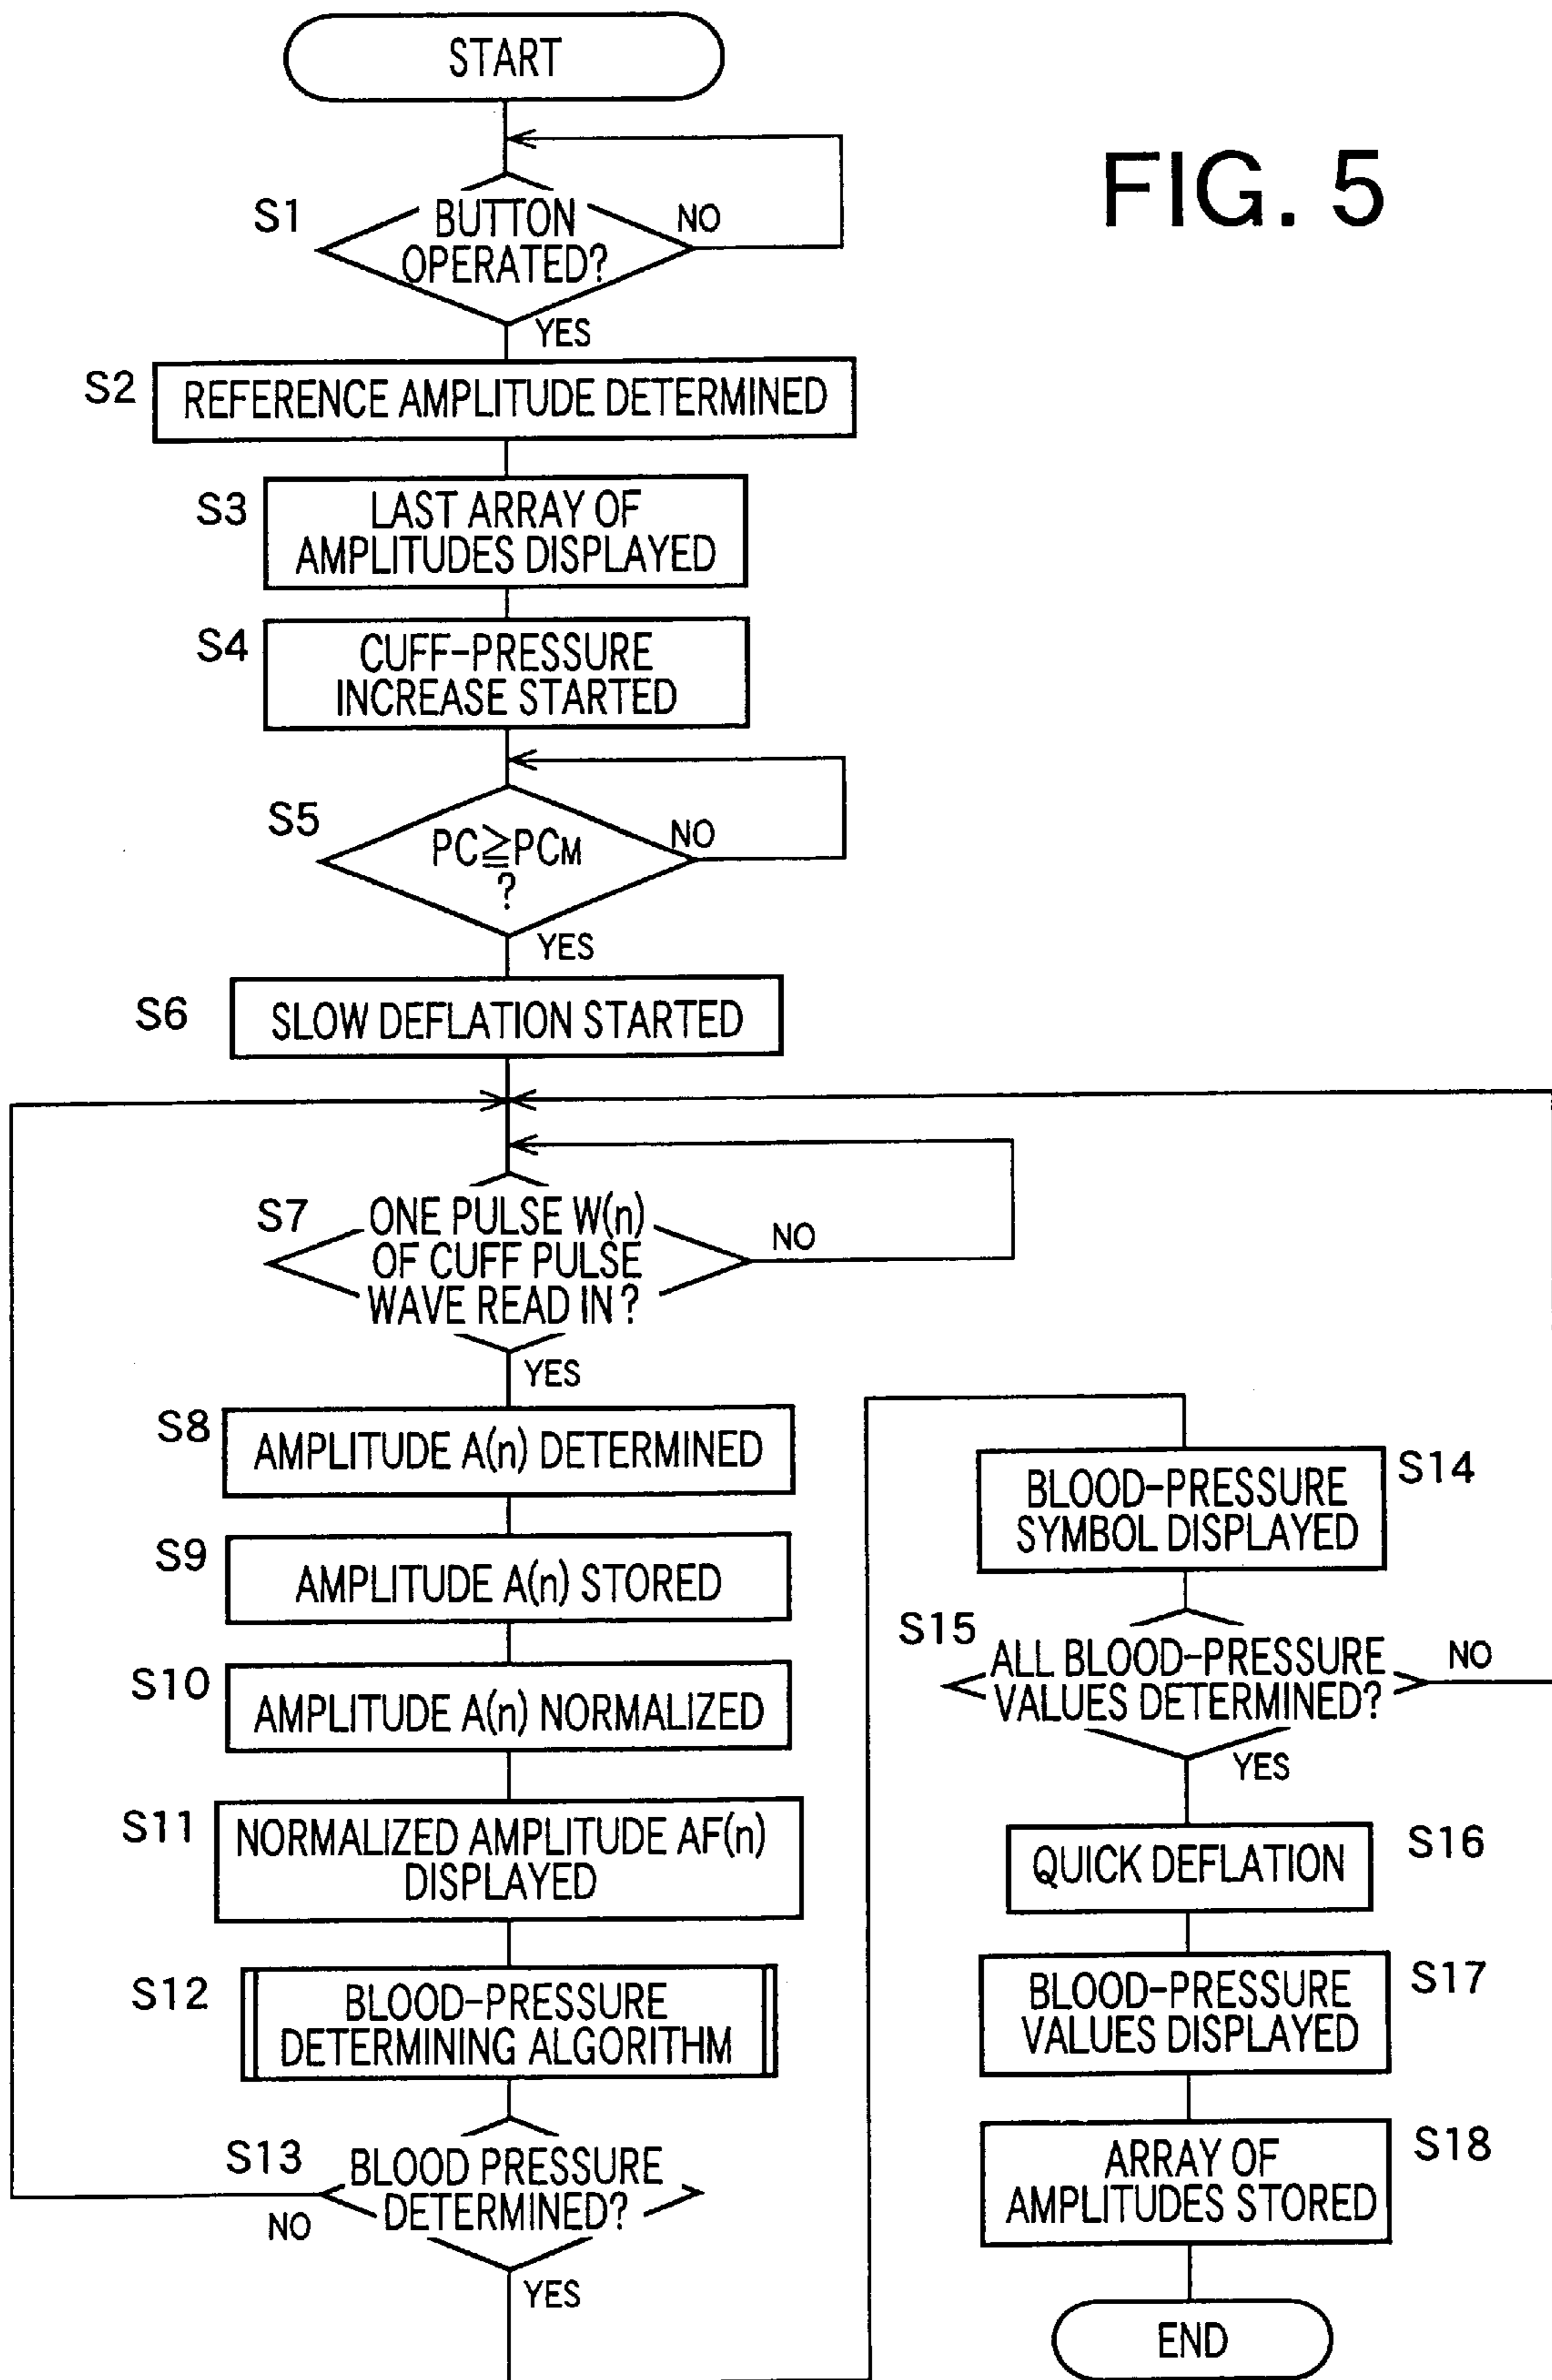 START
FIG. 5
S1
BUTTON
OPERATED?
NO
YES
S2
REFERENCE AMPLITUDE DETERMINED
S3
LAST ARRAY OF
AMPLITUDES DISPLAYED
S4
CUFF-PRESSURE
INCREASE STARTED
S5
PC≧PCM
?
NO
YES
S6
SLOW DEFLATION STARTED
S7
ONE PULSE W(n)
OF CUFF PULSE
WAVE READ IN?
NO
YES
S8
AMPLITUDE A(n) DETERMINED
S9
AMPLITUDE A(n) STORED
S10
AMPLITUDE A(n) NORMALIZED
S11
NORMALIZED AMPLITUDE AF(n)
DISPLAYED
S12
BLOOD-PRESSURE
DETERMINING ALGORITHM
S13
BLOOD PRESSURE
DETERMINED?
NO
YES
S14
BLOOD-PRESSURE
SYMBOL DISPLAYED
S15
ALL BLOOD-PRESSURE
VALUES DETERMINED?
NO
YES
S16
QUICK DEFLATION
S17
BLOOD-PRESSURE
VALUES DISPLAYED
S18
ARRAY OF
AMPLITUDES STORED
END